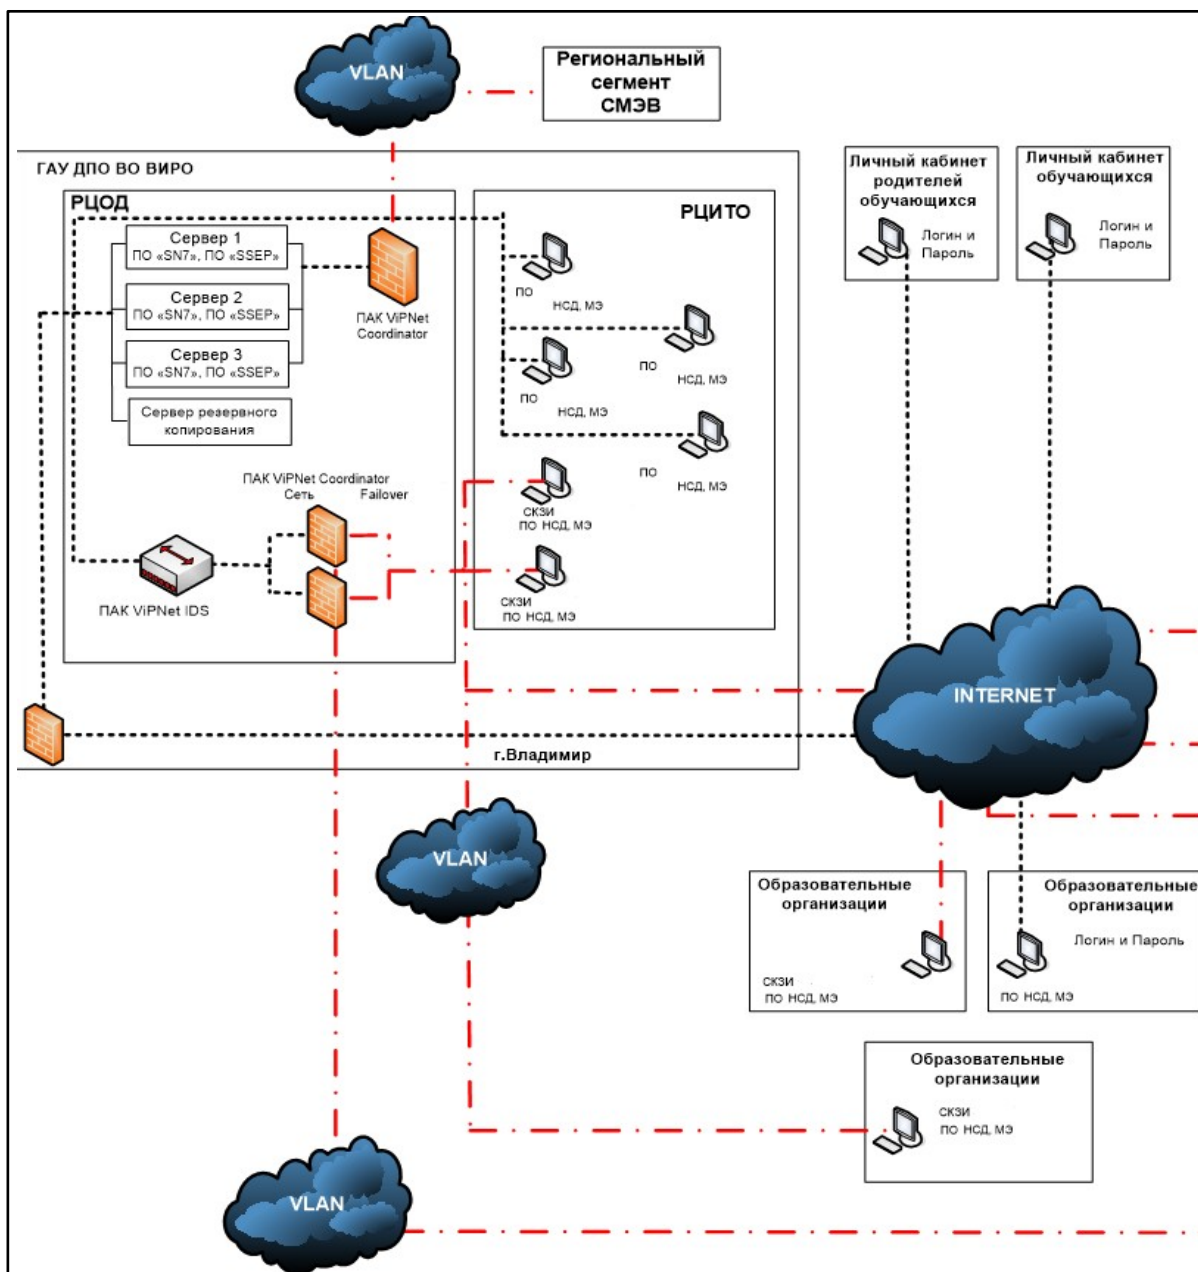 VLAN
Региональный
сегмент
СМЭВ
ГАУ ДПО ВО ВИРО
РЦОД
Сервер 1
ПО «SN7», ПО «SSEP»
Сервер 2
ПО «SN7», ПО «SSEP»
Сервер 3
ПО «SN7», ПО «SSEP»
Сервер резервного
копирования
ПАК ViPNet
Coordinator
ПАК ViPNet Coordinator
Сеть Failover
ПАК ViPNet IDS
РЦИТО
ПО
НСД, МЭ
ПО
НСД, МЭ
ПО
НСД, МЭ
ПО
НСД, МЭ
СКЗИ
ПО НСД, МЭ
СКЗИ
ПО НСД, МЭ
г.Владимир
Личный кабинет
родителей
обучающихся
Логин и
Пароль
Личный кабинет
обучающихся
Логин и
Пароль
INTERNET
VLAN
Образовательные
организации
СКЗИ
ПО НСД, МЭ
Образовательные
организации
Логин и Пароль
ПО НСД, МЭ
Образовательные
организации
СКЗИ
ПО НСД, МЭ
VLAN